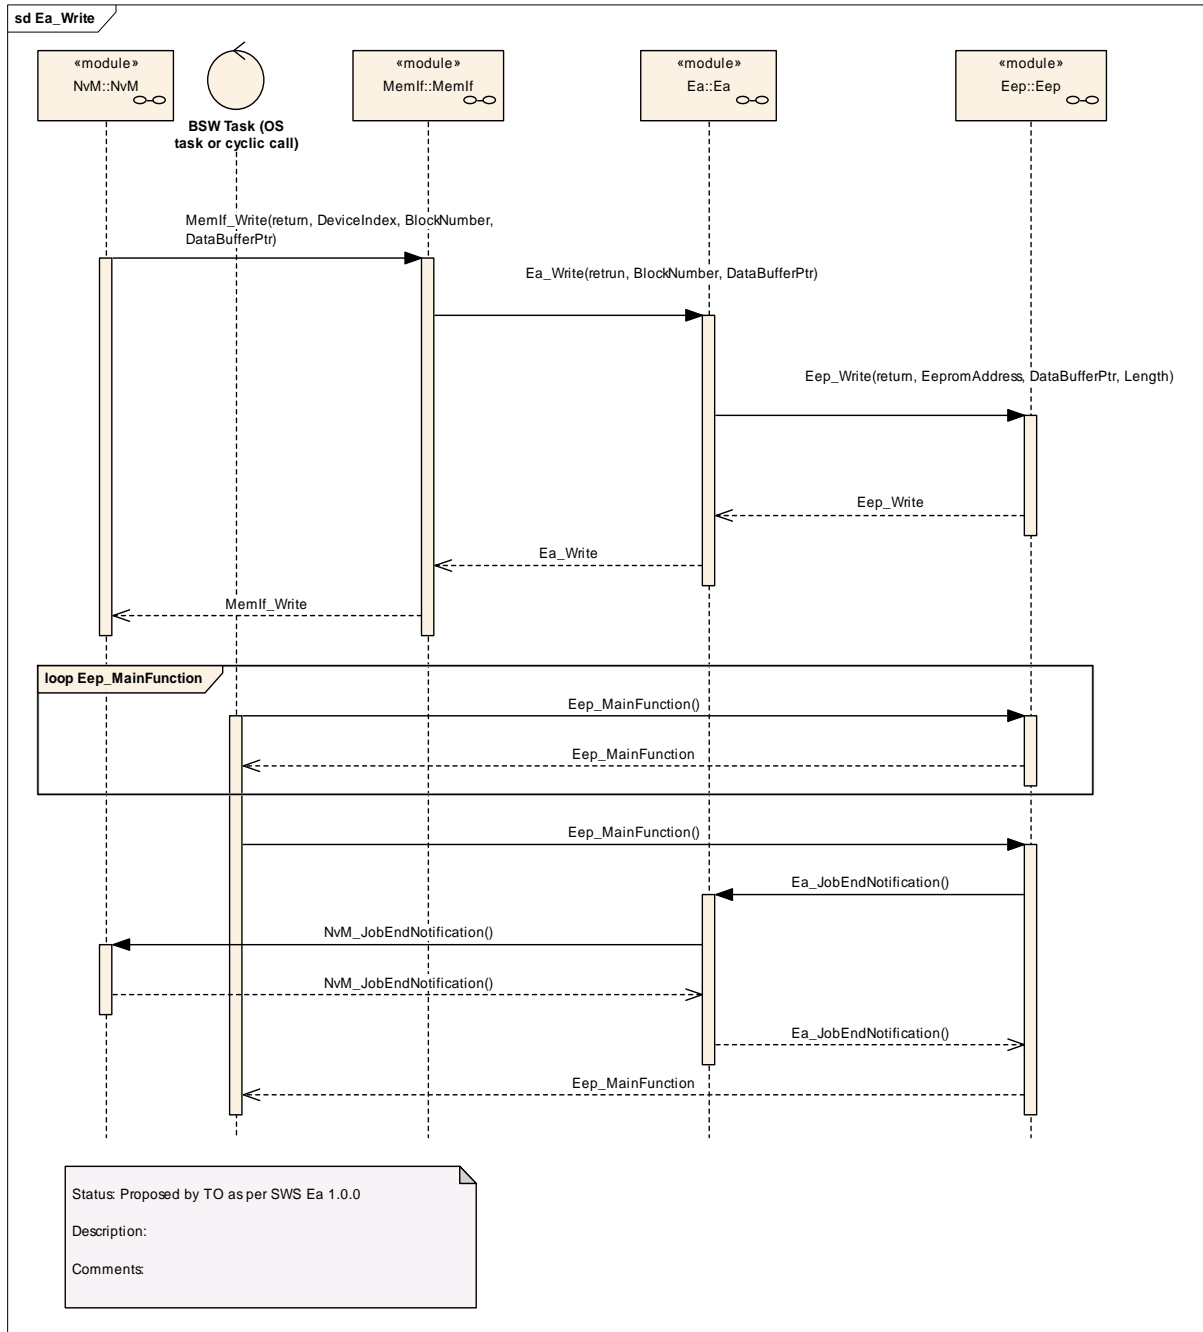 sd Ea_Write
«module»
NvM::NvM
BSW Task (OS
task or cyclic call)
«module»
MemIf::MemIf
«module»
Ea::Ea
«module»
Eep::Eep
MemIf_Write(return, DeviceIndex, BlockNumber,
DataBufferPtr)
Ea_Write(retrun, BlockNumber, DataBufferPtr)
Eep_Write(return, EepromAddress, DataBufferPtr, Length)
Eep_Write
Ea_Write
MemIf_Write
loop Eep_MainFunction
Eep_MainFunction()
Eep_MainFunction
Eep_MainFunction()
Ea_JobEndNotification()
NvM_JobEndNotification()
NvM_JobEndNotification()
Ea_JobEndNotification()
Eep_MainFunction
Status: Proposed by TO as per SWS Ea 1.0.0
Description:
Comments: